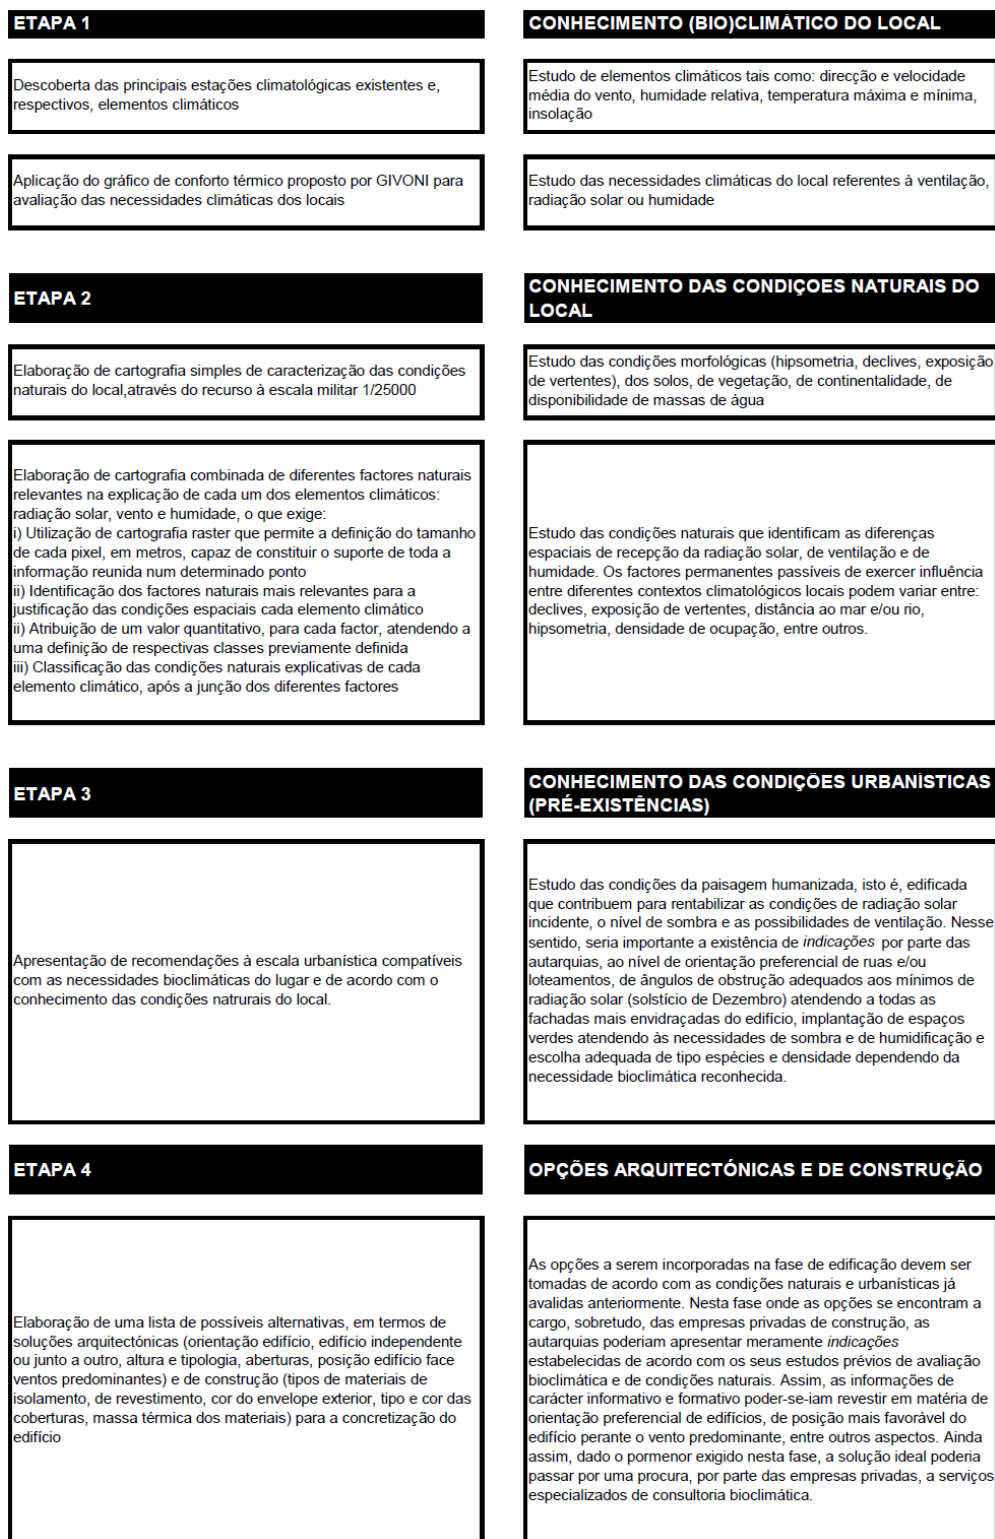 ETAPA 1
CONHECIMENTO (BIO)CLIMÁTICO DO LOCAL
Descoberta das principais estações climatológicas existentes e,
respectivos, elementos climáticos
Estudo de elementos climáticos tais como: direcção e velocidade
média do vento, humidade relativa, temperatura máxima e mínima,
insolação
Aplicação do gráfico de conforto térmico proposto por GIVONI para
avaliação das necessidades climáticas dos locais
Estudo das necessidades climáticas do local referentes à ventilação,
radiação solar ou humidade
ETAPA 2
CONHECIMENTO DAS CONDIÇOES NATURAIS DO
LOCAL
Elaboração de cartografia simples de caracterização das condições
naturais do local,através do recurso à escala militar 1/25000
Estudo das condições morfológicas (hipsometria, declives, exposição
de vertentes), dos solos, de vegetação, de continentalidade, de
disponibilidade de massas de água
Elaboração de cartografia combinada de diferentes factores naturais
relevantes na explicação de cada um dos elementos climáticos:
radiação solar, vento e humidade, o que exige:
i) Utilização de cartografia raster que permite a definição do tamanho
de cada pixel, em metros, capaz de constituir o suporte de toda a
informação reunida num determinado ponto
ii) Identificação dos factores naturais mais relevantes para a
justificação das condições espaciais cada elemento climático
ii) Atribuição de um valor quantitativo, para cada factor, atendendo a
uma definição de respectivas classes previamente definida
iii) Classificação das condições naturais explicativas de cada
elemento climático, após a junção dos diferentes factores
Estudo das condições naturais que identificam as diferenças
espaciais de recepção da radiação solar, de ventilação e de
humidade. Os factores permanentes passíveis de exercer influência
entre diferentes contextos climatológicos locais podem variar entre:
declives, exposição de vertentes, distância ao mar e/ou rio,
hipsometria, densidade de ocupação, entre outros.
ETAPA 3
CONHECIMENTO DAS CONDIÇÕES URBANÍSTICAS
(PRÉ-EXISTÊNCIAS)
Apresentação de recomendações à escala urbanística compatíveis
com as necessidades bioclimáticas do lugar e de acordo com o
conhecimento das condições natrurais do local.
Estudo das condições da paisagem humanizada, isto é, edificada
que contribuem para rentabilizar as condições de radiação solar
incidente, o nível de sombra e as possibilidades de ventilação. Nesse
sentido, seria importante a existência de indicações por parte das
autarquias, ao nível de orientação preferencial de ruas e/ou
loteamentos, de ângulos de obstrução adequados aos mínimos de
radiação solar (solstício de Dezembro) atendendo a todas as
fachadas mais envidraçadas do edifício, implantação de espaços
verdes atendendo às necessidades de sombra e de humidificação e
escolha adequada de tipo espécies e densidade dependendo da
necessidade bioclimática reconhecida.
ETAPA 4
OPÇÕES ARQUITECTÓNICAS E DE CONSTRUÇÃO
Elaboração de uma lista de possíveis alternativas, em termos de
soluções arquitectónicas (orientação edifício, edifício independente
ou junto a outro, altura e tipologia, aberturas, posição edifício face
ventos predominantes) e de construção (tipos de materiais de
isolamento, de revestimento, cor do envelope exterior, tipo e cor das
coberturas, massa térmica dos materiais) para a concretização do
edifício
As opções a serem incorporadas na fase de edificação devem ser
tomadas de acordo com as condições naturais e urbanísticas já
avalidas anteriormente. Nesta fase onde as opções se encontram a
cargo, sobretudo, das empresas privadas de construção, as
autarquias poderiam apresentar meramente indicações
estabelecidas de acordo com os seus estudos prévios de avaliação
bioclimática e de condições naturais. Assim, as informações de
carácter informativo e formativo poder-se-iam revestir em matéria de
orientação preferencial de edifícios, de posição mais favorável do
edifício perante o vento predominante, entre outros aspectos. Ainda
assim, dado o pormenor exigido nesta fase, a solução ideal poderia
passar por uma procura, por parte das empresas privadas, a serviços
especializados de consultoria bioclimática.